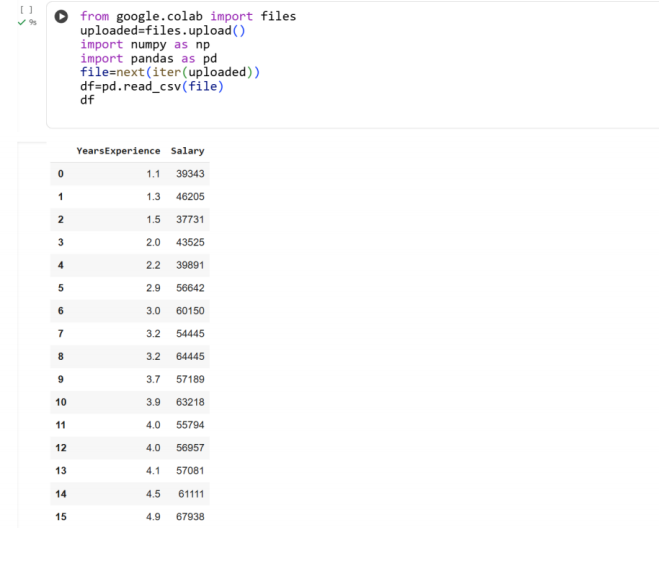 [ ]
9s
from google.colab import files
uploaded=files.upload()
import numpy as np
import pandas as pd
file=next(iter(uploaded))
df=pd.read_csv(file)
df
YearsExperience Salary
0 1.1 39343
1 1.3 46205
2 1.5 37731
3 2.0 43525
4 2.2 39891
5 2.9 56642
6 3.0 60150
7 3.2 54445
8 3.2 64445
9 3.7 57189
10 3.9 63218
11 4.0 55794
12 4.0 56957
13 4.1 57081
14 4.5 61111
15 4.9 67938